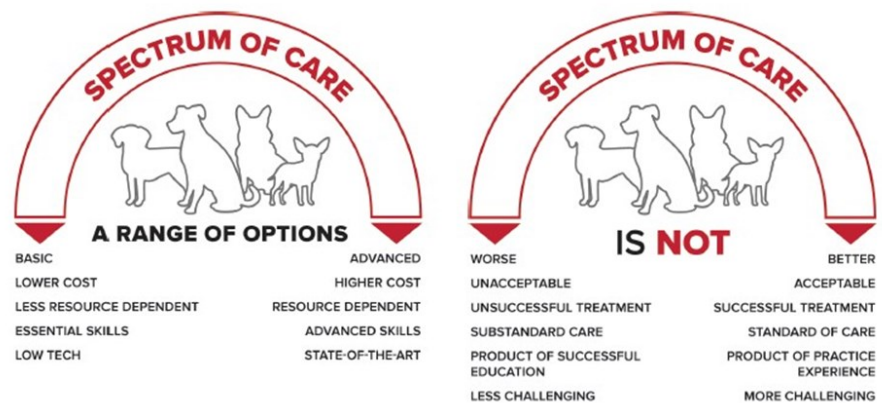 SPECTRUM OF CARE
A RANGE OF OPTIONS
BASIC
LOWER COST
LESS RESOURCE DEPENDENT
ESSENTIAL SKILLS
LOW TECH
ADVANCED
HIGHER COST
RESOURCE DEPENDENT
ADVANCED SKILLS
STATE-OF-THE-ART
SPECTRUM OF CARE
IS NOT
WORSE
UNACCEPTABLE
UNSUCCESSFUL TREATMENT
SUBSTANDARD CARE
PRODUCT OF SUCCESSFUL
EDUCATION
LESS CHALLENGING
BETTER
ACCEPTABLE
SUCCESSFUL TREATMENT
STANDARD OF CARE
PRODUCT OF PRACTICE
EXPERIENCE
MORE CHALLENGING